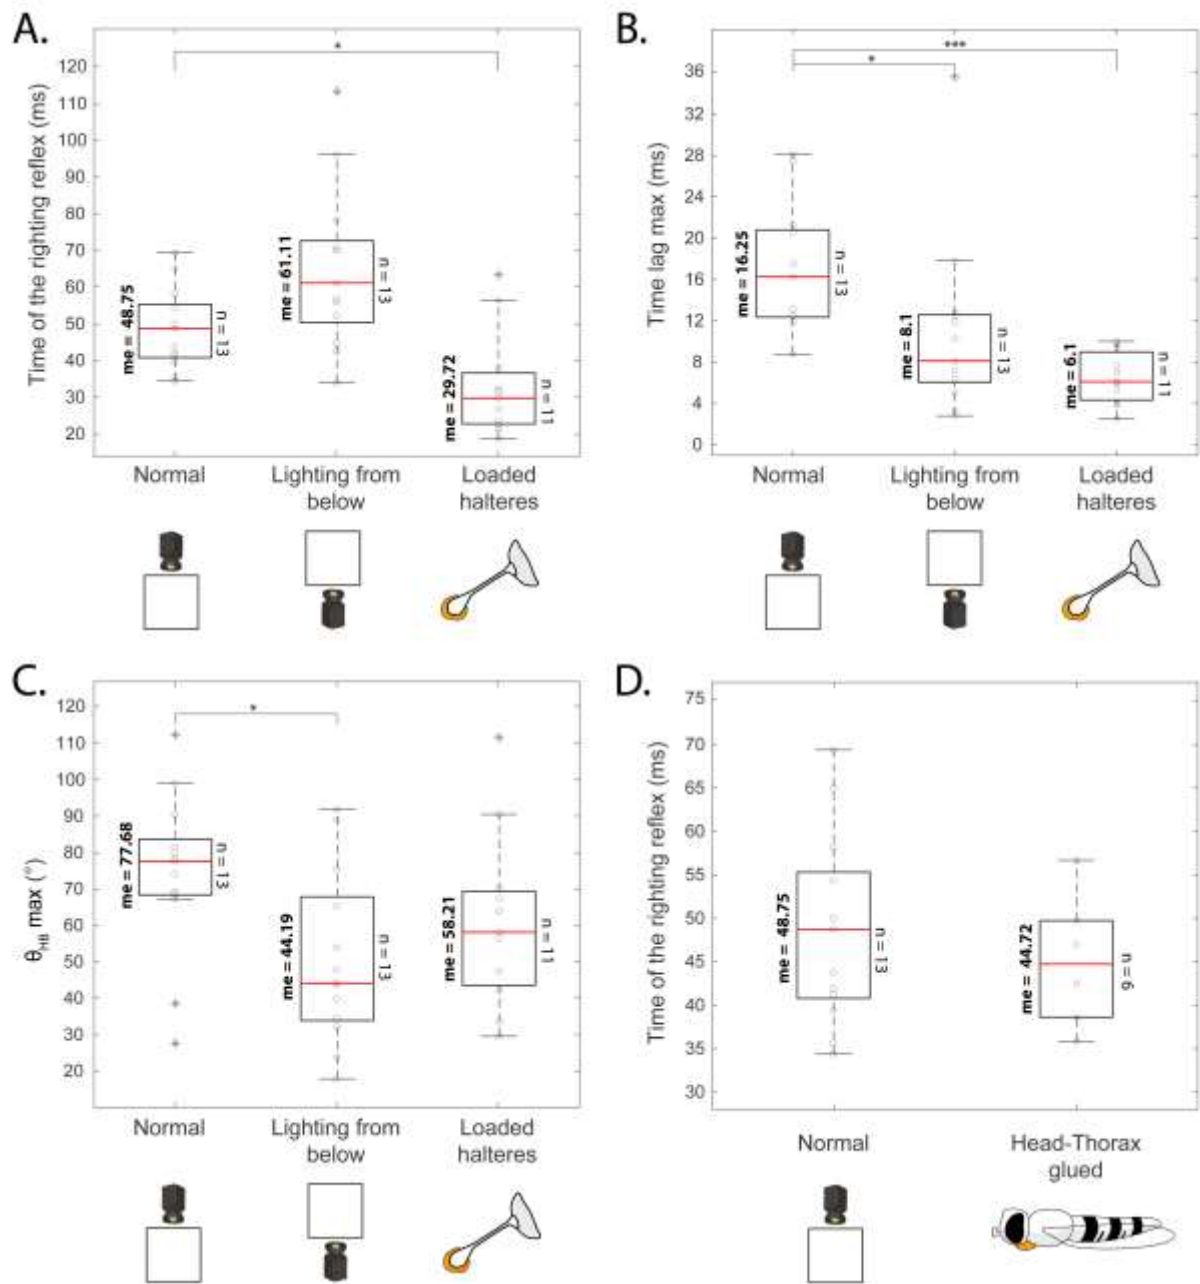 A.
Time of the righting reflex (ms)
120
110
100
90
80
70
60
50
40
30
20
*
me = 48.75
n = 13
me = 61.11
n = 13
me = 29.72
n = 11
Normal
Lighting from
below
Loaded
halteres
B.
Time lag max (ms)
36
32
28
24
20
16
12
8
4
0
***
*
me = 16.25
n = 13
me = 8.1
n = 13
me = 6.1
n = 11
Normal
Lighting from
below
Loaded
halteres
C.
θHB max (°)
120
110
100
90
80
70
60
50
40
30
20
*
me = 77.68
n = 13
me = 44.19
n = 13
me = 58.21
n = 11
Normal
Lighting from
below
Loaded
halteres
D.
Time of the righting reflex (ms)
75
70
65
60
55
50
45
40
35
30
me = 48.75
n = 13
me = 44.72
n = 6
Normal
Head-Thorax
glued